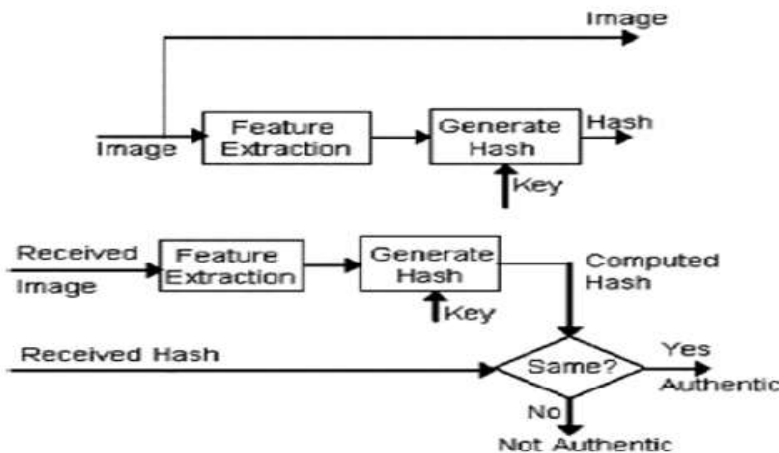 Image
Image
Feature
Extraction
Generate
Hash
Hash
Key
Received
Image
Feature
Extraction
Generate
Hash
Key
Computed
Hash
Received Hash
Same?
Yes
Authentic
No
Not Authentic